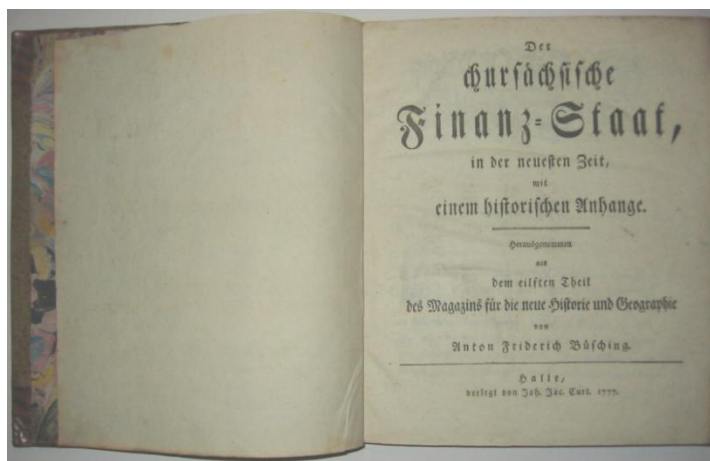 Der
churſächſiſche
Finanz-Staat,
in der neueſten Zeit,
mit
einem hiſtoriſchen Anhange.
Herausgenommen
aus
dem eilften Theil
des Magazins für die neue Hiſtorie und Geographie
von
Anton Friderich Büſching.
Halle,
verlegt von Joh. Jac. Curt. 1777.